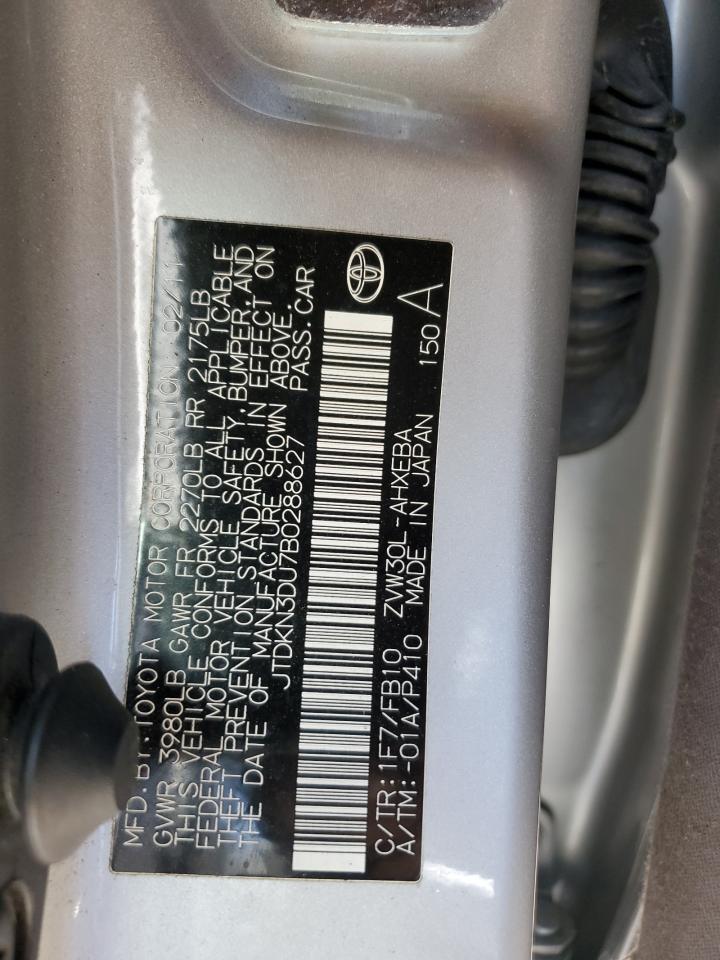 MFD. BY: TOYOTA MOTOR CORPORATION 02/11
GVWR 3980LB GAWR FR 2270LB RR 2175LB
THIS VEHICLE CONFORMS TO ALL APPLICABLE
FEDERAL MOTOR VEHICLE SAFETY, BUMPER, AND
THEFT PREVENTION STANDARDS IN EFFECT ON
THE DATE OF MANUFACTURE SHOWN ABOVE.
JTDKN3DU7B0288627 PASS. CAR
C/TR: 1F7/FB10 ZVW30L-AHXEBA
A/TM: -01A/P410 MADE IN JAPAN 150 A